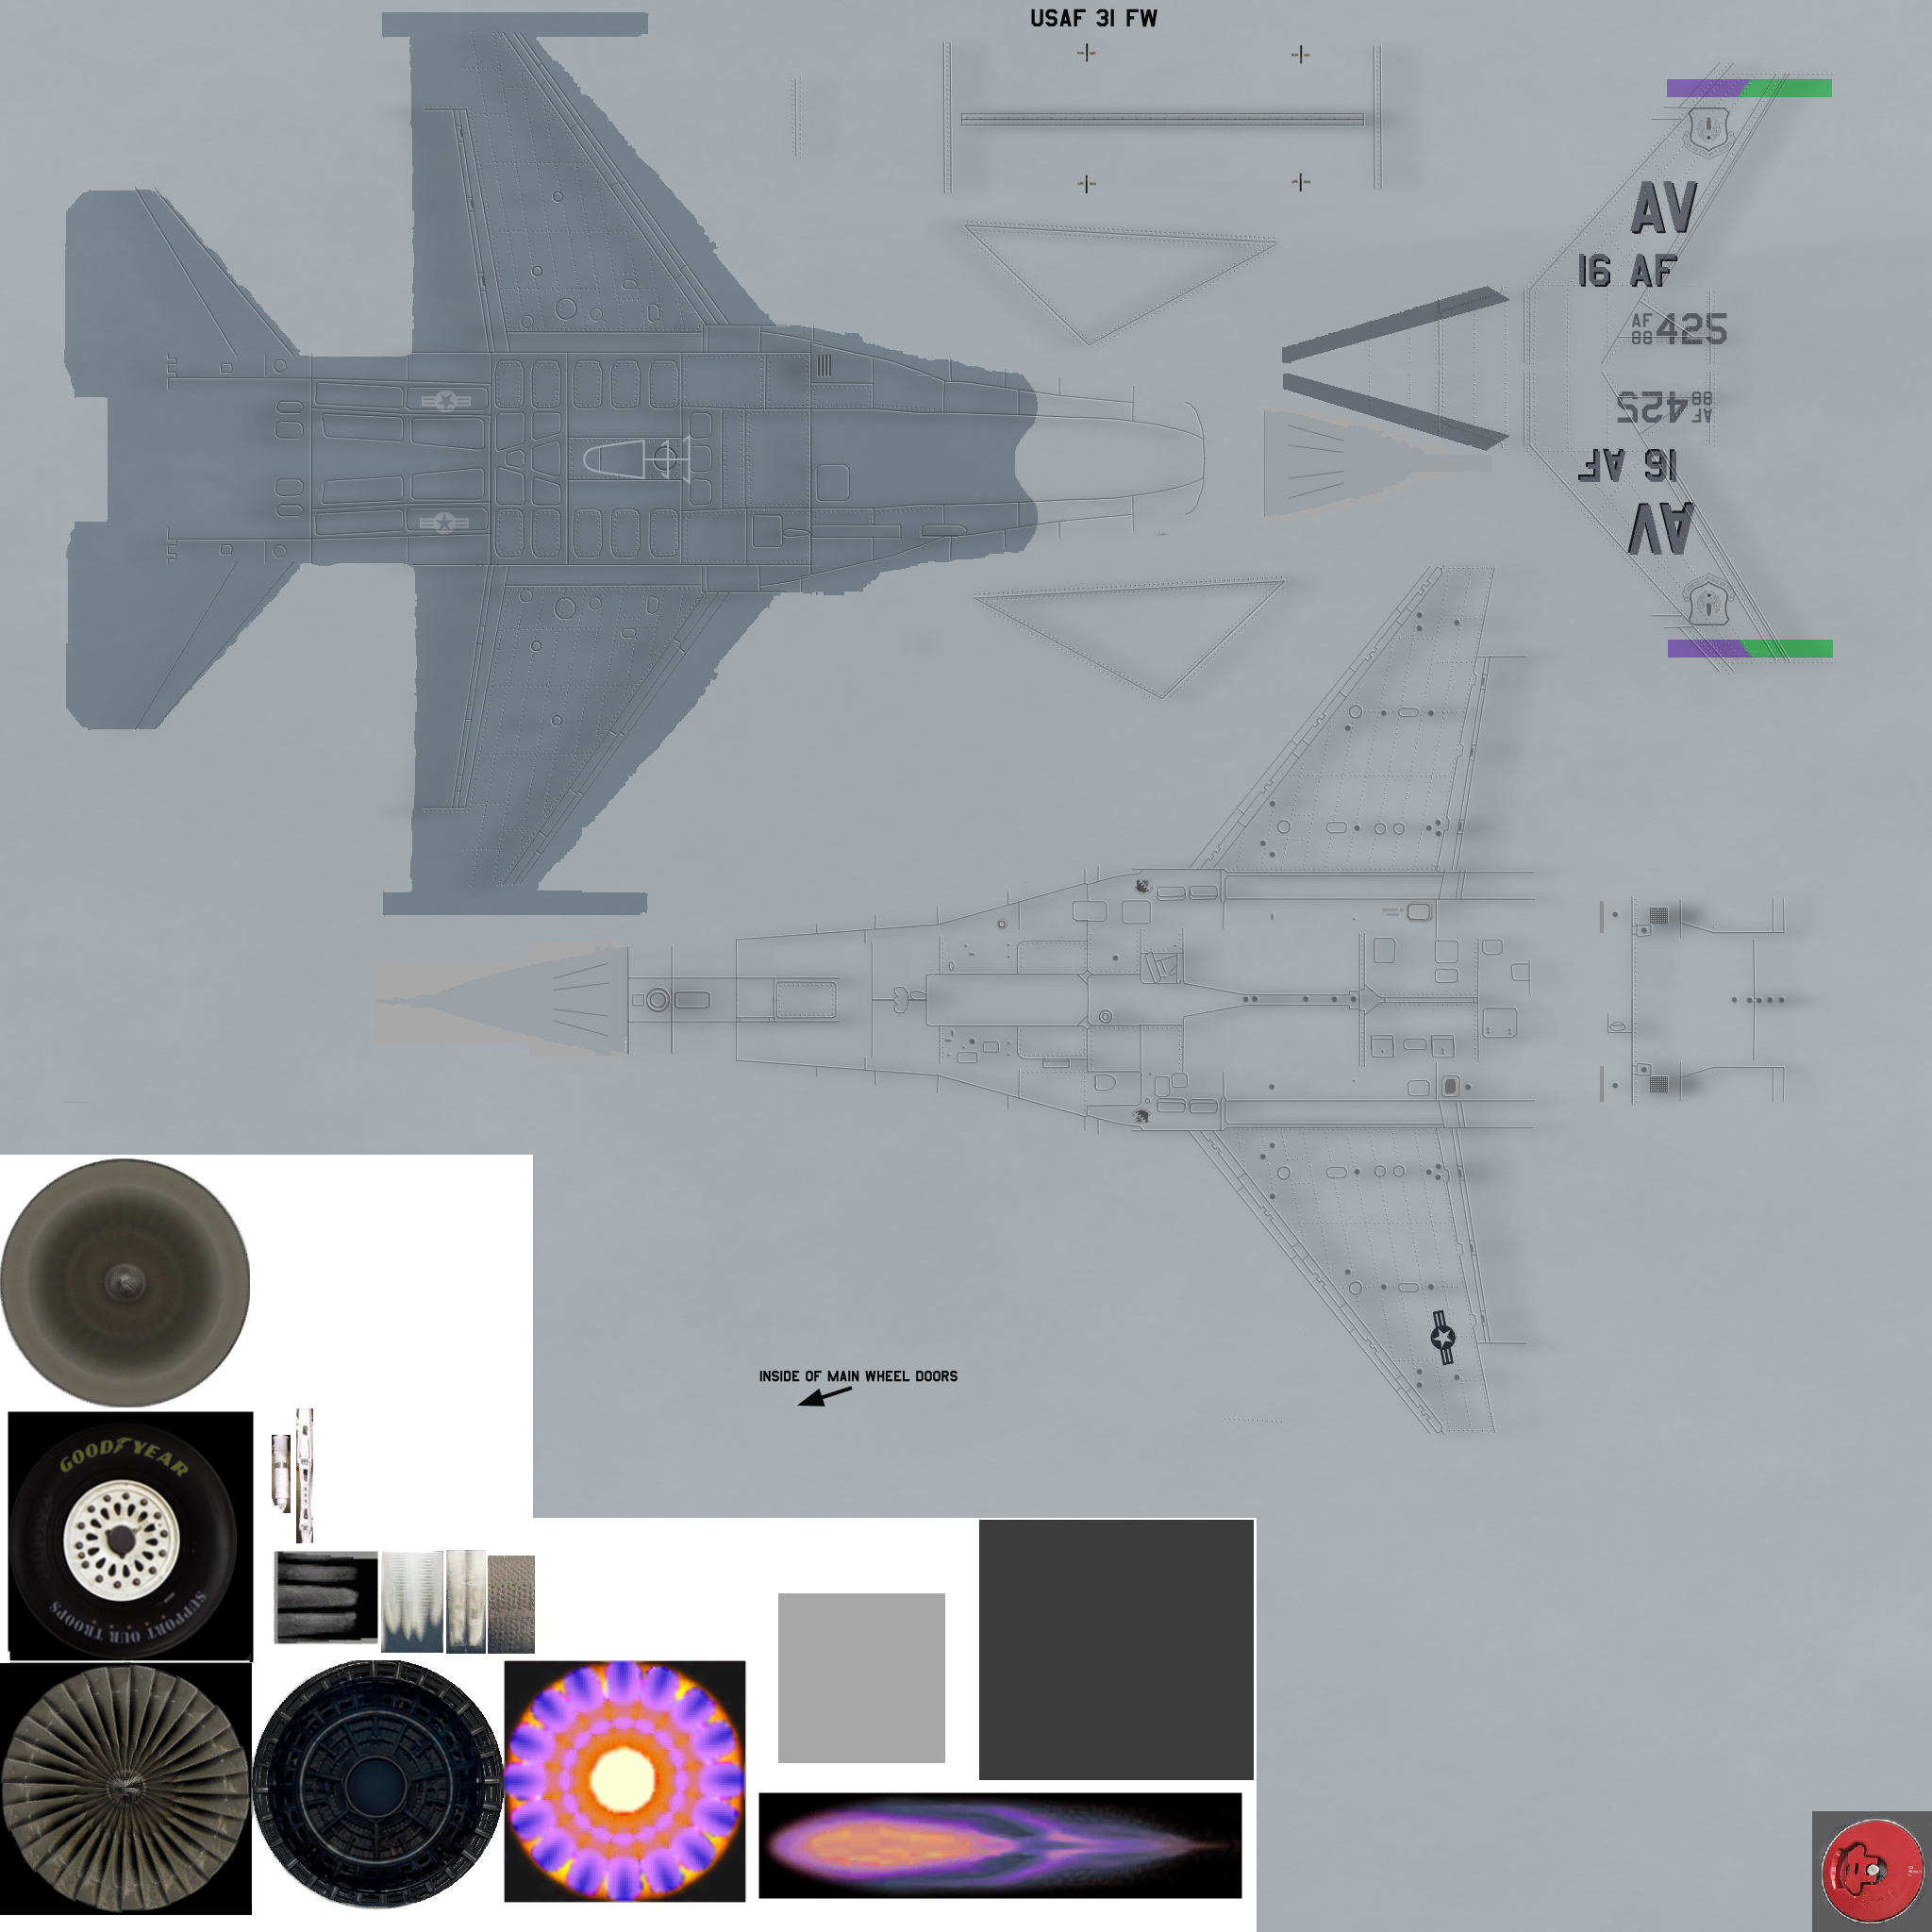 USAF 31 FW
AV
16 AF
AF
88 425
AF
88 425
16 AF
AV
INSIDE OF MAIN WHEEL DOORS
GOODYEAR
SUPPORT OUR TROOPS